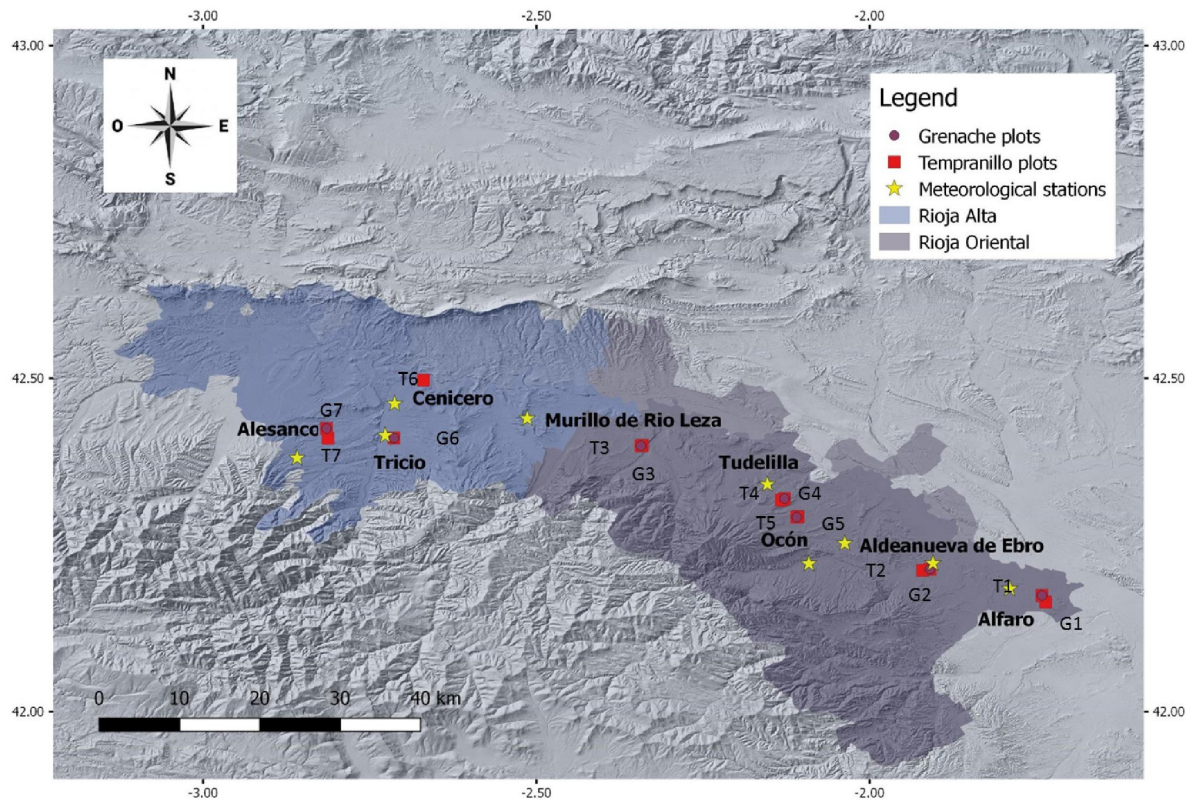 -3.00
-2.50
-2.00
43.00
43.00
N
O
E
S
Legend
Grenache plots
Tempranillo plots
Meteorological stations
Rioja Alta
Rioja Oriental
42.50
42.50
T6
Cenicero
G7
Alesanco
T7
G6
Tricio
Murillo de Rio Leza
T3
G3
Tudelilla
T4
G4
T5
G5
Ocón
Aldeanueva de Ebro
T2
G2
T1
Alfaro
G1
0
10
20
30
40 km
42.00
42.00
-3.00
-2.50
-2.00